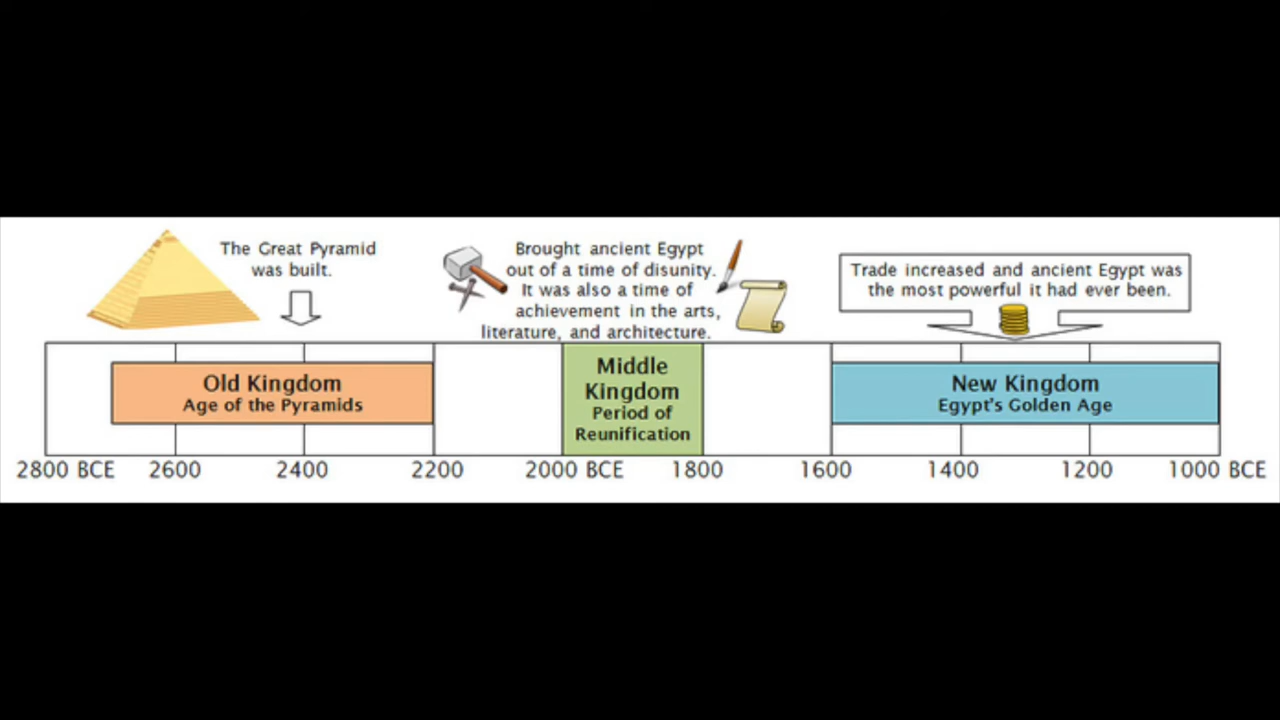 The Great Pyramid
was built.
Brought ancient Egypt
out of a time of disunity.
It was also a time of
achievement in the arts,
literature, and architecture.
Trade increased and ancient Egypt was
the most powerful it had ever been.
Old Kingdom
Age of the Pyramids
Middle
Kingdom
Period of
Reunification
New Kingdom
Egypt's Golden Age
2800 BCE 2600 2400 2200 2000 BCE 1800 1600 1400 1200 1000 BCE